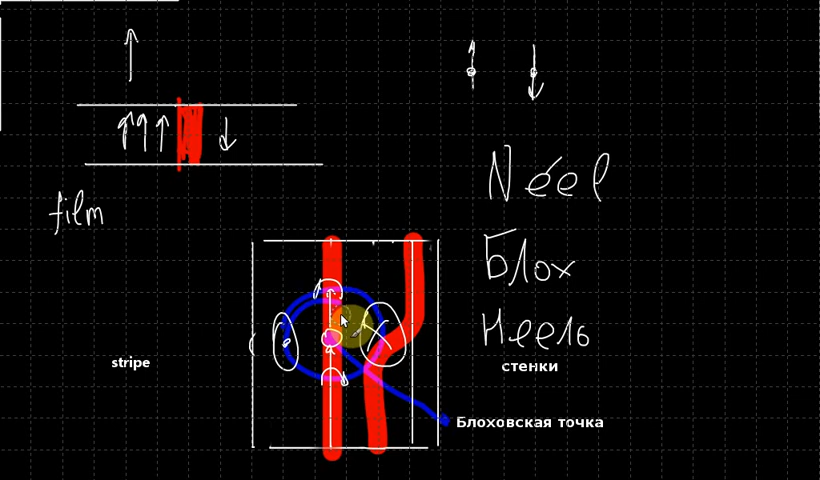 film
Néel
Блох
Неель
стенки
stripe
Блоховская точка